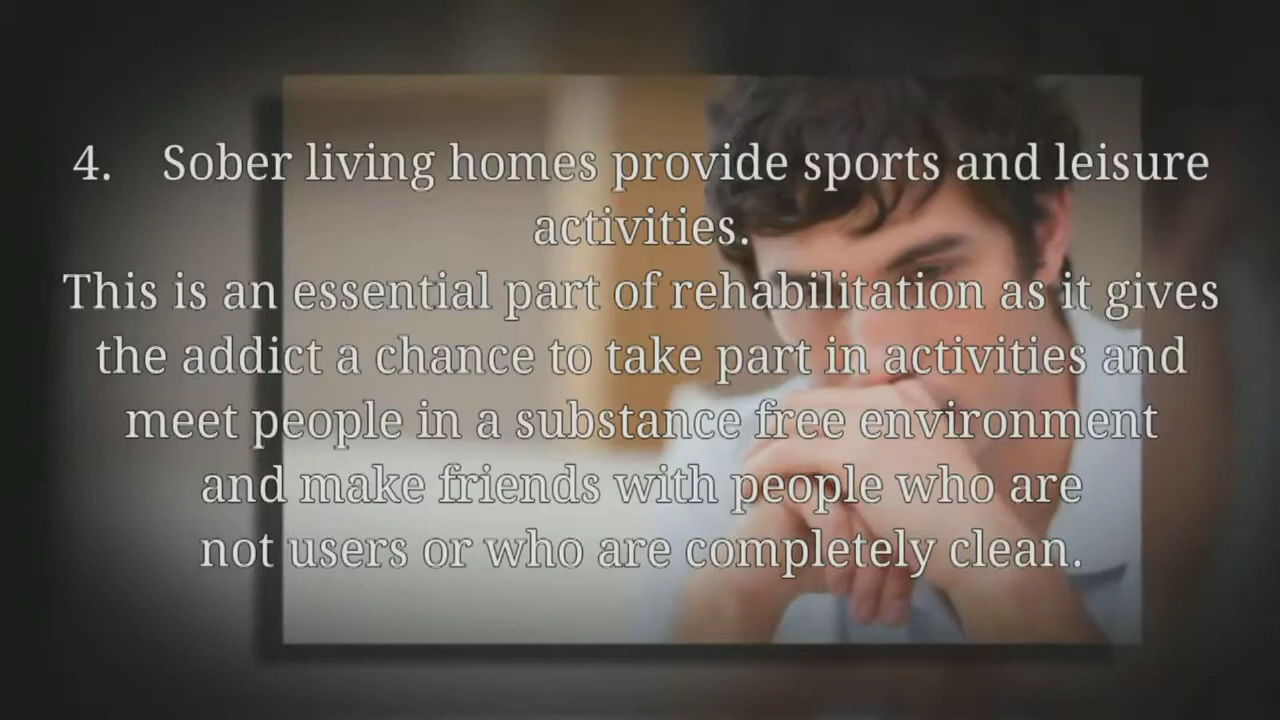 4. Sober living homes provide sports and leisure
activities.
This is an essential part of rehabilitation as it gives
the addict a chance to take part in activities and
meet people in a substance free environment
and make friends with people who are
not users or who are completely clean.